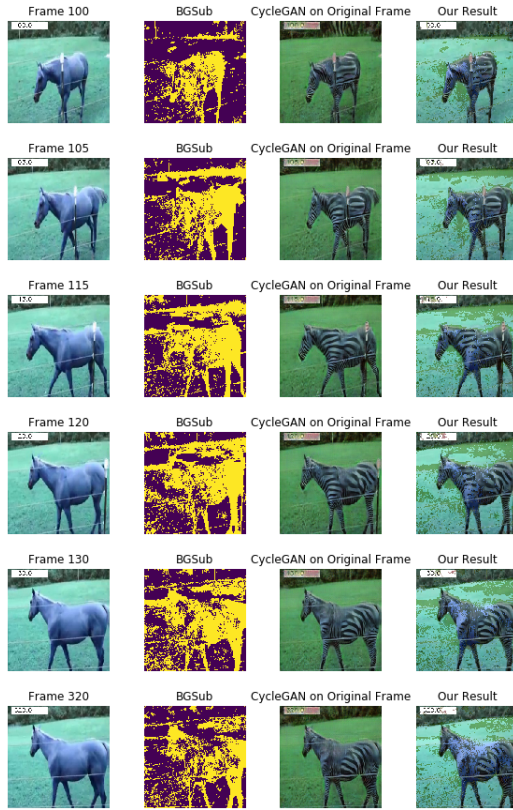 Frame 100 BGSub CycleGAN on Original Frame Our Result
Frame 105 BGSub CycleGAN on Original Frame Our Result
Frame 115 BGSub CycleGAN on Original Frame Our Result
Frame 120 BGSub CycleGAN on Original Frame Our Result
Frame 130 BGSub CycleGAN on Original Frame Our Result
Frame 320 BGSub CycleGAN on Original Frame Our Result